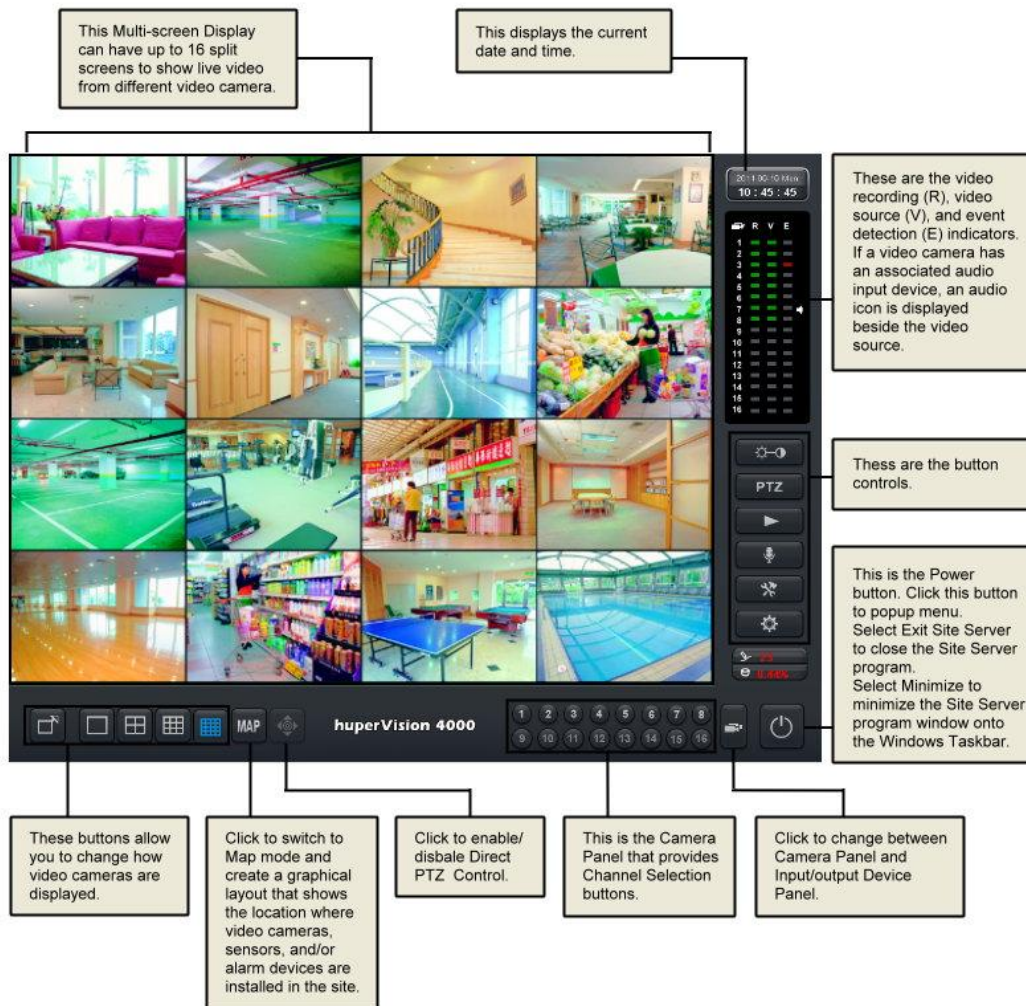 This Multi-screen Display
can have up to 16 split
screens to show live video
from different video camera.
This displays the current
date and time.
10 : 45 : 45
R V E
1
2
3
4
5
6
7
8
9
10
11
12
13
14
15
16
These are the video
recording (R), video
source (V), and event
detection (E) indicators.
If a video camera has
an associated audio
input device, an audio
icon is displayed
beside the video
source.
PTZ
Thess are the button
controls.
This is the Power
button. Click this button
to popup menu.
Select Exit Site Server
to close the Site Server
program.
Select Minimize to
minimize the Site Server
program window onto
the Windows Taskbar.
MAP
huperVision 4000
1 2 3 4 5 6 7 8
9 10 11 12 13 14 15 16
These buttons allow
you to change how
video cameras are
displayed.
Click to switch to
Map mode and
create a graphical
layout that shows
the location where
video cameras,
sensors, and/or
alarm devices are
installed in the site.
Click to enable/
disbale Direct
PTZ Control.
This is the Camera
Panel that provides
Channel Selection
buttons.
Click to change between
Camera Panel and
Input/output Device
Panel.